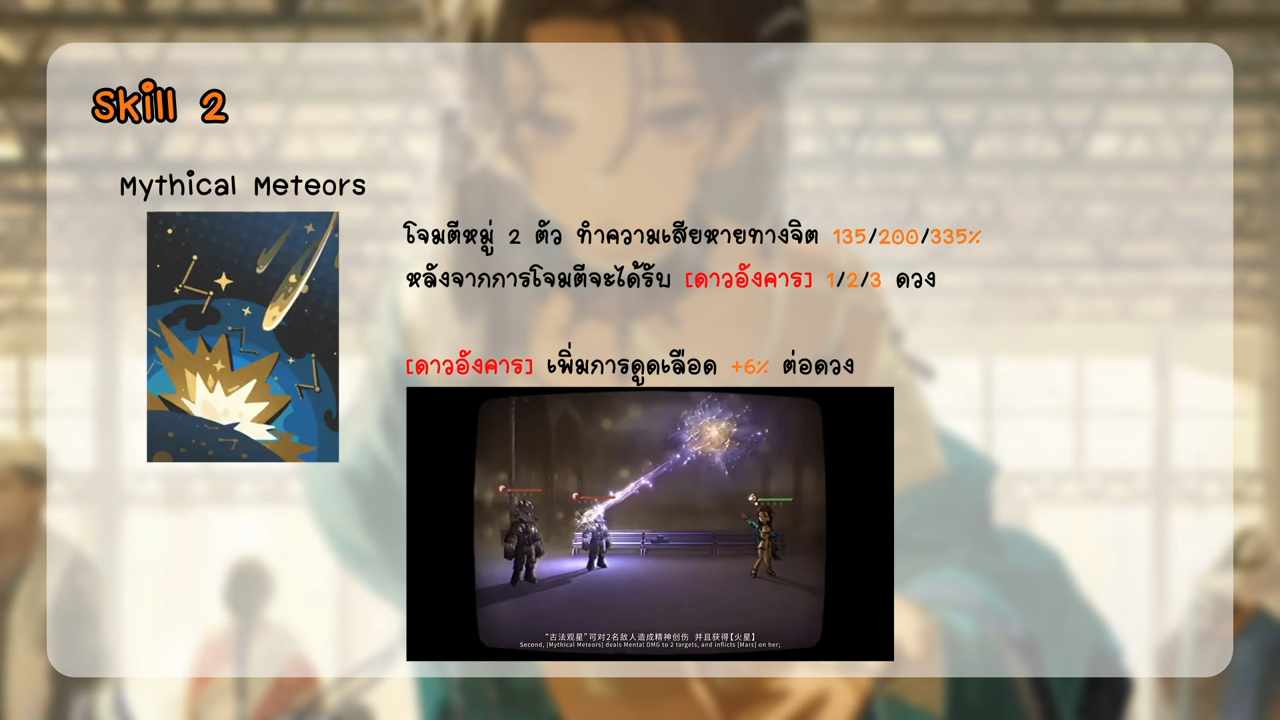 Skill 2
Mythical Meteors
โจมตีหมู่ 2 ตัว ทำความเสียหายทางจิต 135/200/335%
หลังจากการโจมตีจะได้รับ [ดาวอังคาร] 1/2/3 ดวง
[ดาวอังคาร] เพิ่มการดูดเลือด +6% ต่อดวง
“古法观星”可对2名敌人造成精神创伤 并且获得【火星】
Second, [Mythical Meteors] deals Mental DMG to 2 targets, and inflicts [Mars] on her;